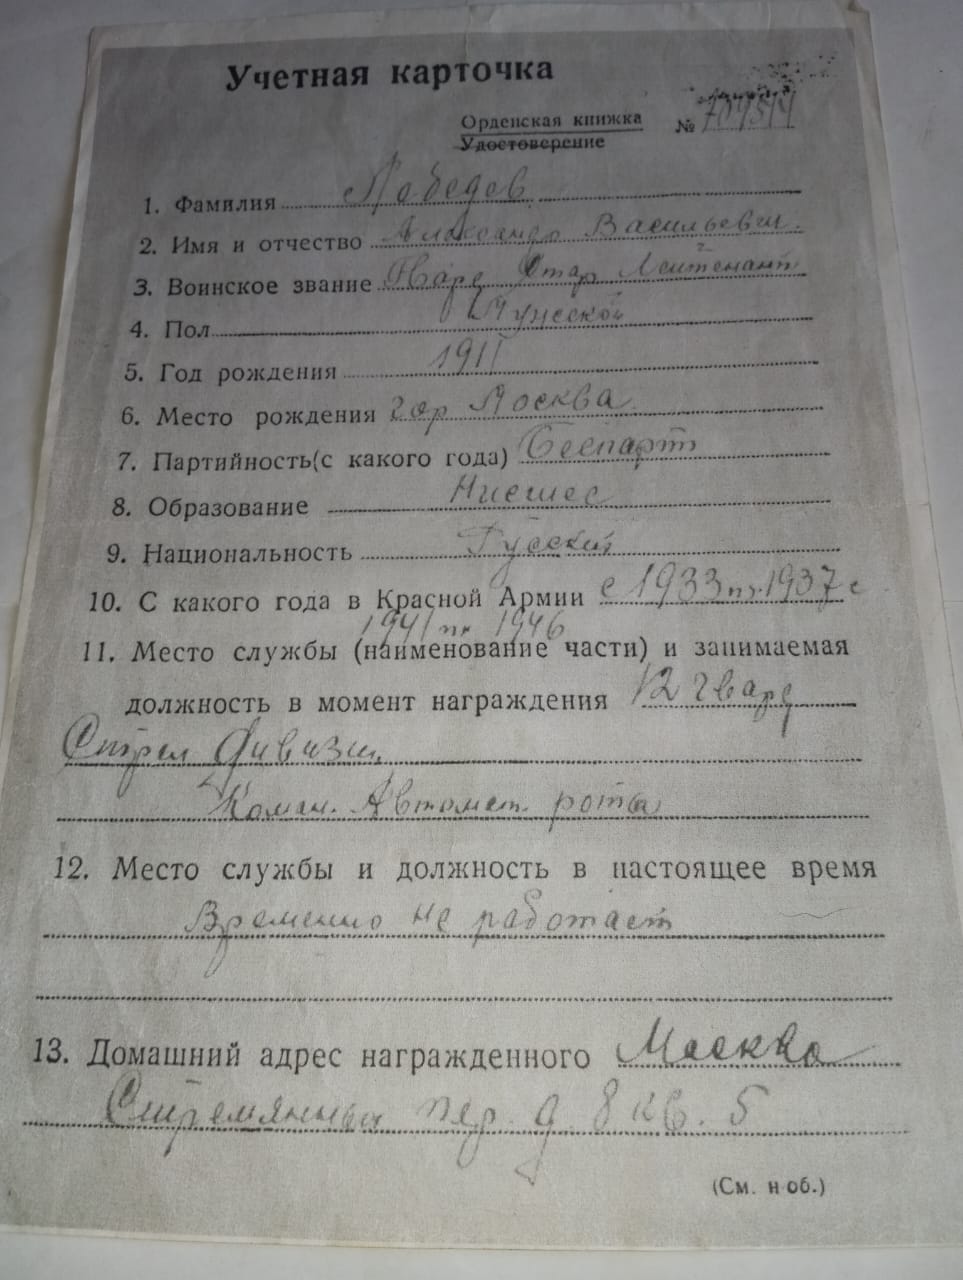 Учетная карточка
Орденская книжка
Удостоверение
№
1. Фамилия Лебедев
2. Имя и отчество Александр Васильевич
3. Воинское звание Гвард Стар Лейтенант
4. Пол Мужской
5. Год рождения 1911
6. Место рождения гор Москва
7. Партийность(с какого года) Беспарт
8. Образование Нисшее
9. Национальность Русский
10. С какого года в Красной Армии с 1933 по 1937 г
1941 по 1946
11. Место службы (наименование части) и занимаемая
должность в момент награждения 12 Гвард
Стрел Дивизии,
Коман. Автомат. роты
12. Место службы и должность в настоящее время
Временно не работает
13. Домашний адрес награжденного Москва
Стремянный пер. д 8 кв. 5
(См. н об.)